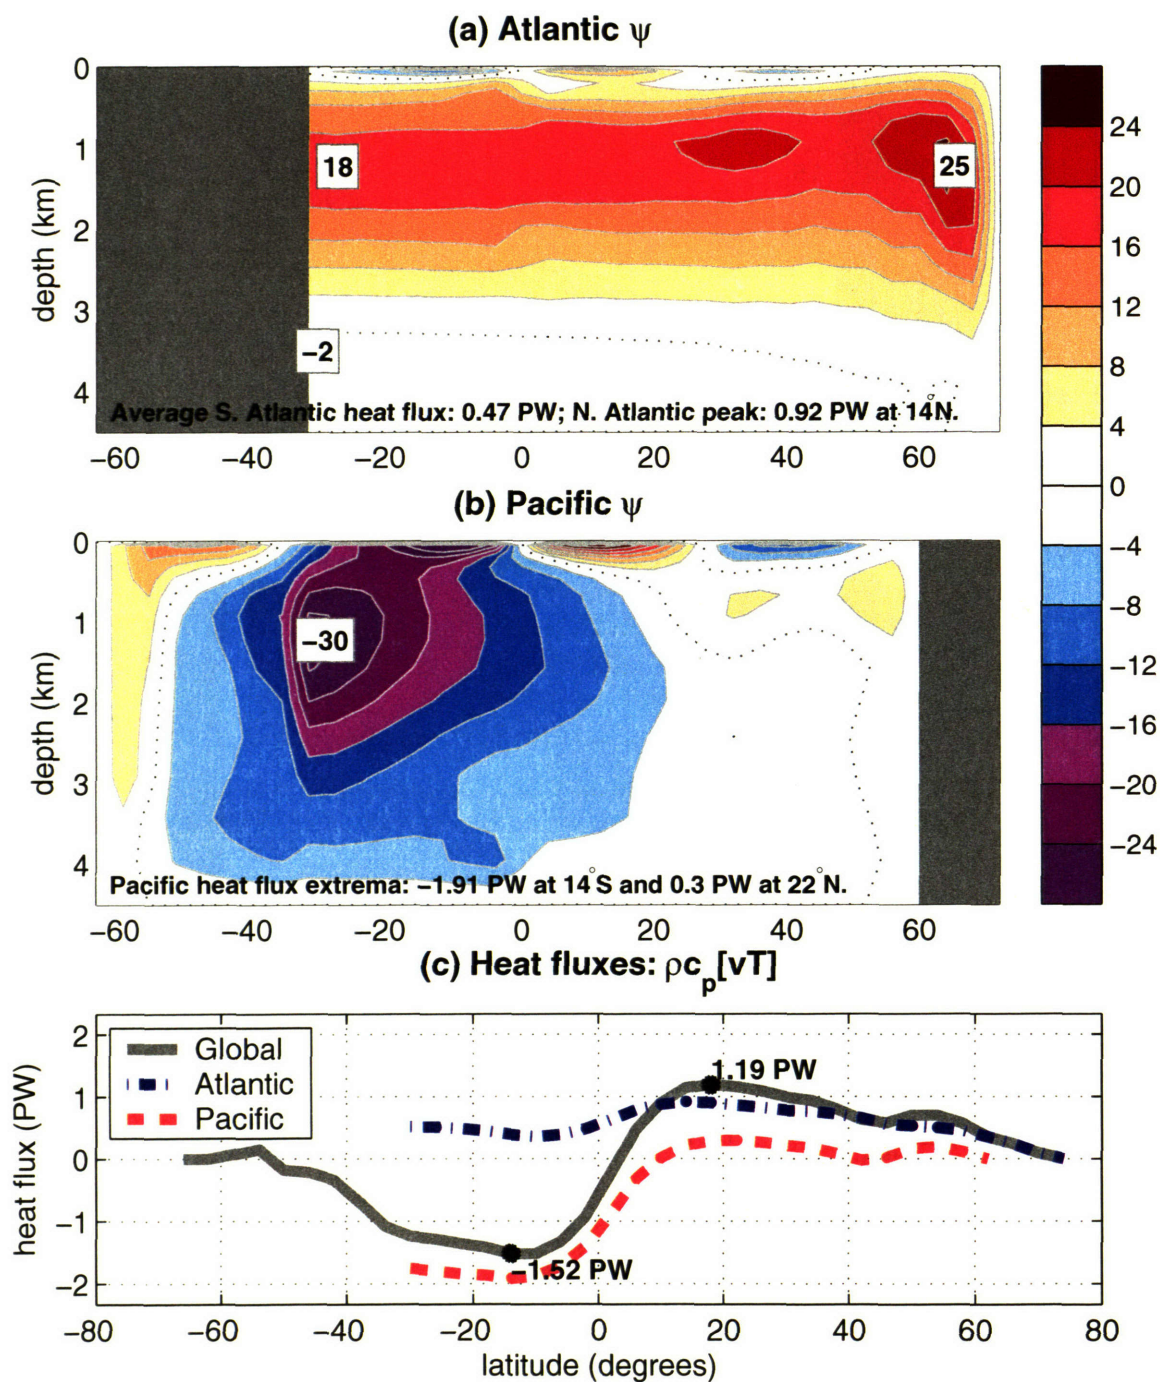 (a) Atlantic ψ
0
1
2
3
4
depth (km)
18
25
−2
Average S. Atlantic heat flux: 0.47 PW; N. Atlantic peak: 0.92 PW at 14°N.
−60 −40 −20 0 20 40 60
24
20
16
12
8
4
0
−4
−8
−12
−16
−20
−24
(b) Pacific ψ
0
1
2
3
4
depth (km)
−30
Pacific heat flux extrema: −1.91 PW at 14°S and 0.3 PW at 22°N.
−60 −40 −20 0 20 40 60
(c) Heat fluxes: ρcp[vT]
2
1
0
−1
−2
heat flux (PW)
Global
Atlantic
Pacific
1.19 PW
−1.52 PW
−80 −60 −40 −20 0 20 40 60 80
latitude (degrees)